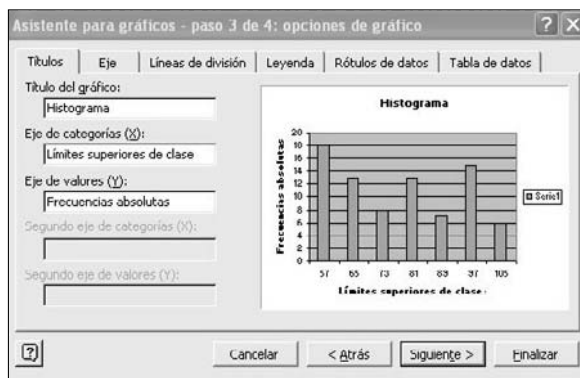 Asistente para gráficos - paso 3 de 4: opciones de gráfico
Títulos Eje Líneas de división Leyenda Rótulos de datos Tabla de datos
Título del gráfico:
Histograma
Eje de categorías (X):
Límites superiores de clase
Eje de valores (Y):
Frecuencias absolutas
Segundo eje de categorías (X):
Segundo eje de valores (Y):
Histograma
Frecuencias absolutas
20
18
16
14
12
10
8
6
4
2
0
57 65 73 81 89 97 105
Límites superiores de clase
Serie1
Cancelar < Atrás Siguiente > Finalizar